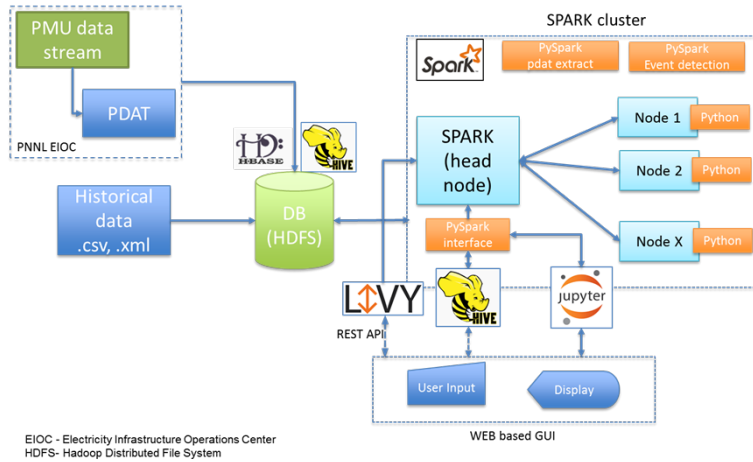 PMU data
stream
PDAT
PNNL EIOC
Historical
data
.csv, .xml
HBASE
HIVE
DB
(HDFS)
SPARK cluster
Spark
PySpark
pdat extract
PySpark
Event detection
SPARK
(head
node)
Node 1
Python
Node 2
Python
Node X
Python
PySpark
interface
LIVY
HIVE
jupyter
REST API
User Input
Display
WEB based GUI
EIOC - Electricity Infrastructure Operations Center
HDFS- Hadoop Distributed File System